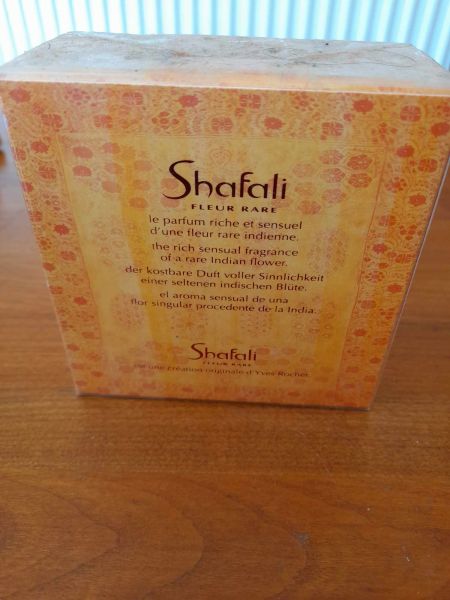 Shafali
FLEUR RARE
le parfum riche et sensuel
d'une fleur rare indienne.
the rich sensual fragrance
of a rare Indian flower.
der kostbare Duft voller Sinnlichkeit
einer seltenen indischen Blüte.
el aroma sensual de una
flor singular procedente de la India.
Shafali
FLEUR RARE
est une création originale d'Yves Rocher.